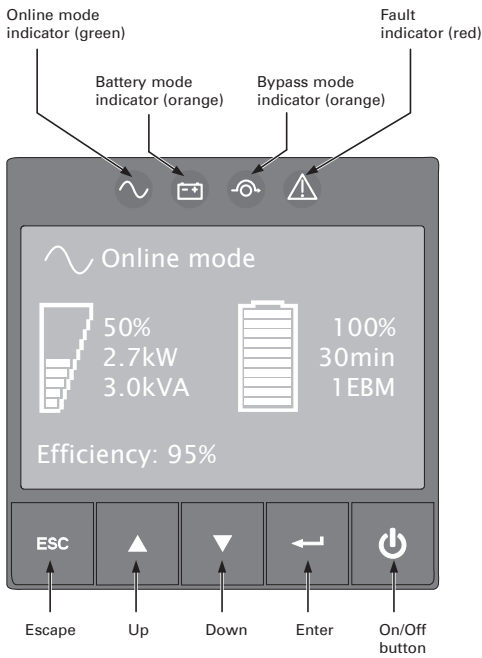 Online mode
indicator (green)
Fault
indicator (red)
Battery mode
indicator (orange)
Bypass mode
indicator (orange)
Online mode
50%
2.7kW
3.0kVA
100%
30min
1EBM
Efficiency: 95%
ESC
Escape
Up
Down
Enter
On/Off
button